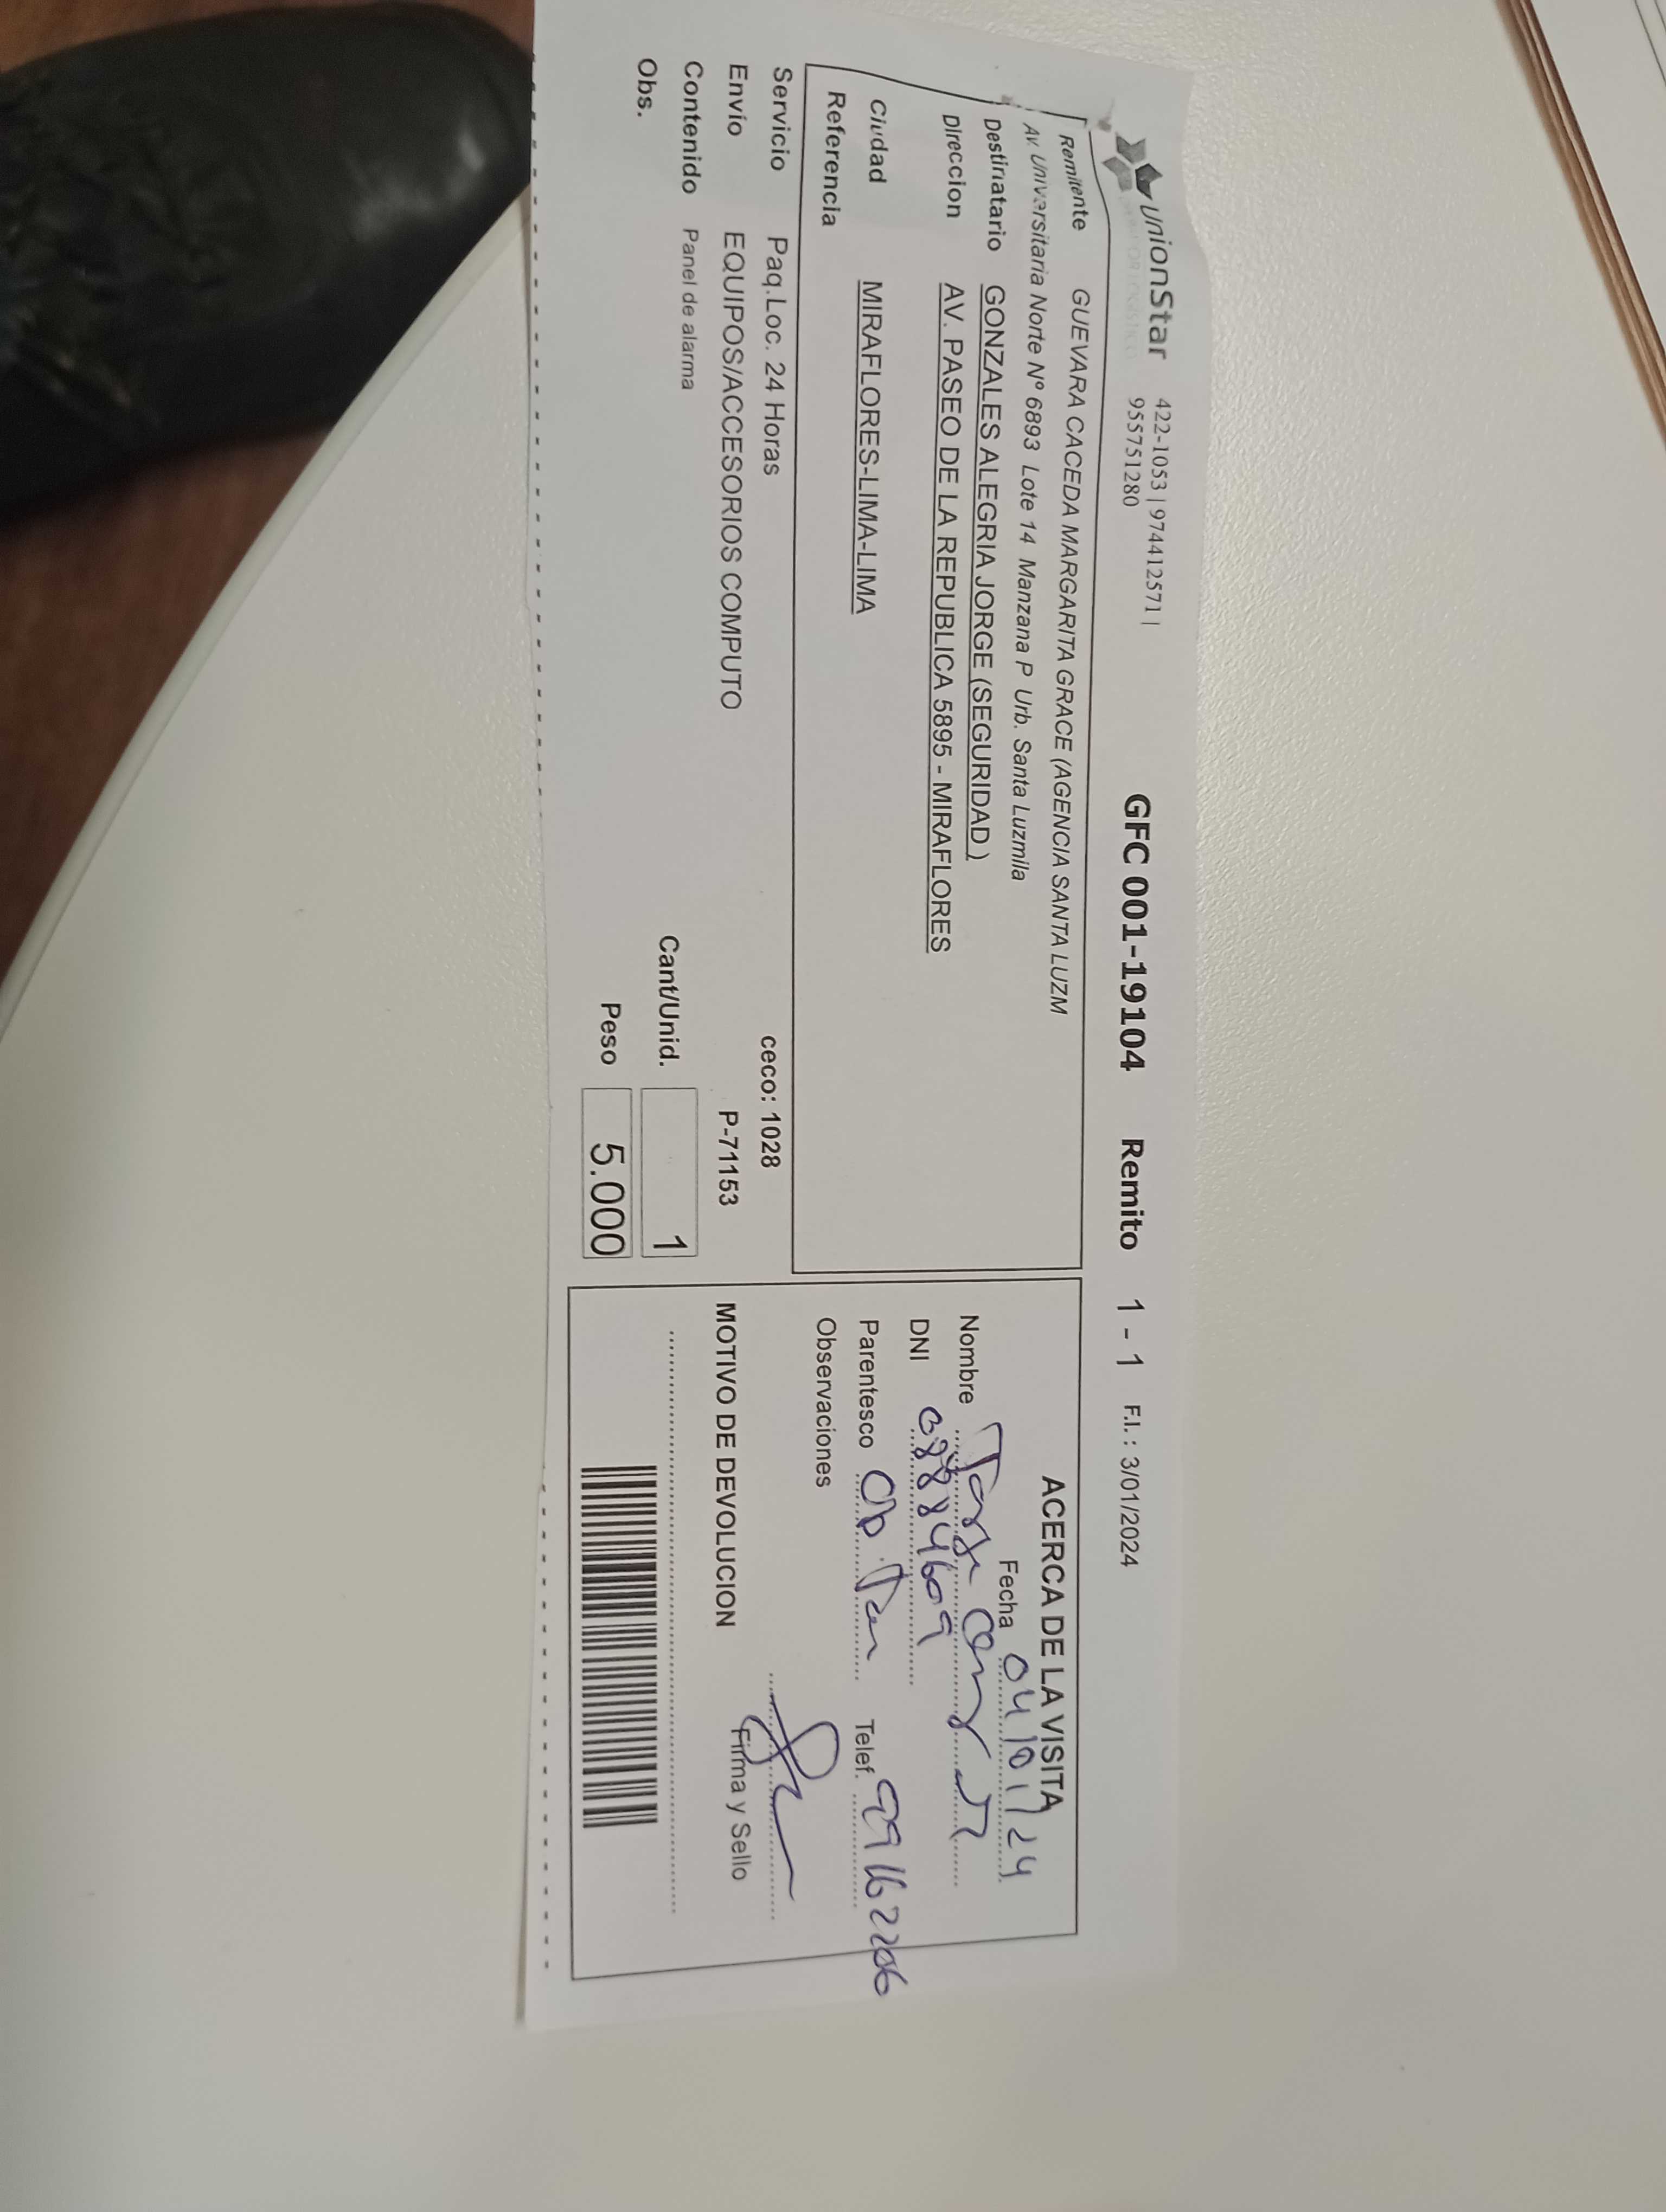 UnionStar 422-1053 | 974412571 |
955751280
GFC 001-19104 Remito 1 - 1 F.I. : 3/01/2024
Remitente GUEVARA CACEDA MARGARITA GRACE (AGENCIA SANTA LUZM
Av. Universitaria Norte Nº 6893 Lote 14 Manzana P Urb. Santa Luzmila
Destinatario GONZALES ALEGRIA JORGE (SEGURIDAD )
Direccion AV. PASEO DE LA REPUBLICA 5895 - MIRAFLORES
Ciudad MIRAFLORES-LIMA-LIMA
Referencia
Servicio Paq.Loc. 24 Horas ceco: 1028
Envío EQUIPOS/ACCESORIOS COMPUTO P-71153
Contenido Panel de alarma
Obs.
Cant/Unid. 1
Peso 5.000
ACERCA DE LA VISITA
Fecha 04/01/24
Nombre
DNI 08884609
Parentesco
Telef. 99162206
Observaciones
Firma y Sello
MOTIVO DE DEVOLUCION